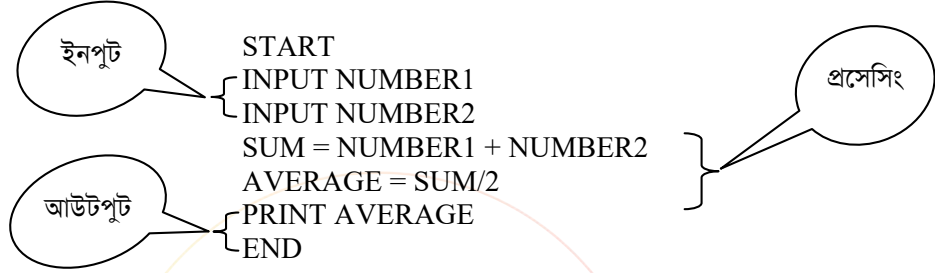 ইনপুট
START
INPUT NUMBER1
INPUT NUMBER2
SUM = NUMBER1 + NUMBER2
AVERAGE = SUM/2
PRINT AVERAGE
END
প্রসেসিং
আউটপুট